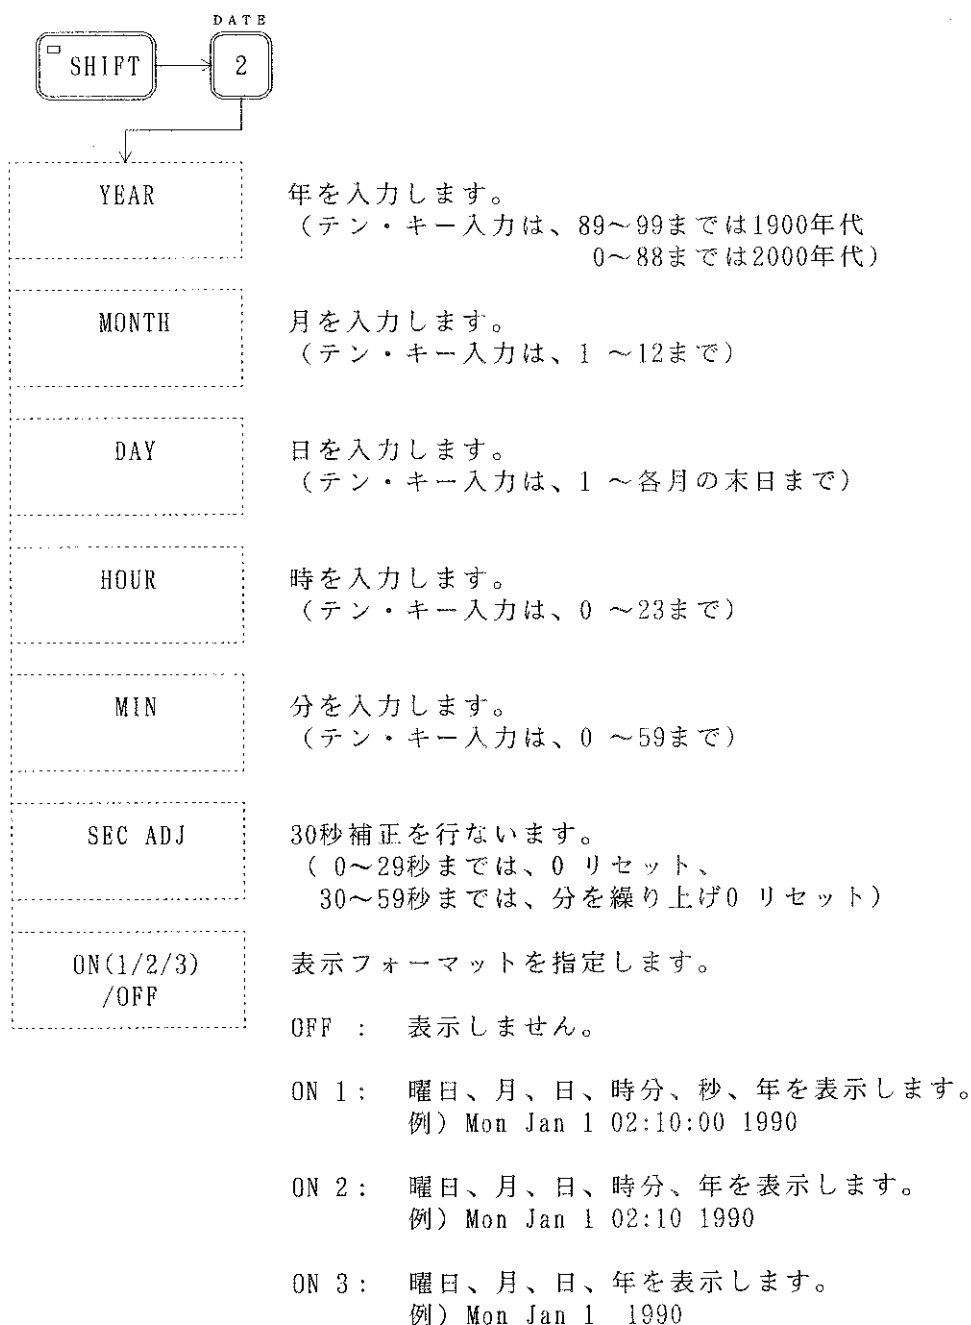 DATE
SHIFT
2
YEAR
年を入力します。
(テン・キー入力は、89～99までは1900年代
0～88までは2000年代)
MONTH
月を入力します。
(テン・キー入力は、1 ～12まで)
DAY
日を入力します。
(テン・キー入力は、1 ～各月の末日まで)
HOUR
時を入力します。
(テン・キー入力は、0 ～23まで)
MIN
分を入力します。
(テン・キー入力は、0 ～59まで)
SEC ADJ
30秒補正を行ないます。
( 0～29秒までは、0 リセット、
30～59秒までは、分を繰り上げ0 リセット)
ON(1/2/3)
/OFF
表示フォーマットを指定します。
OFF : 表示しません。
ON 1: 曜日、月、日、時分、秒、年を表示します。
例) Mon Jan 1 02:10:00 1990
ON 2: 曜日、月、日、時分、年を表示します。
例) Mon Jan 1 02:10 1990
ON 3: 曜日、月、日、年を表示します。
例) Mon Jan 1 1990